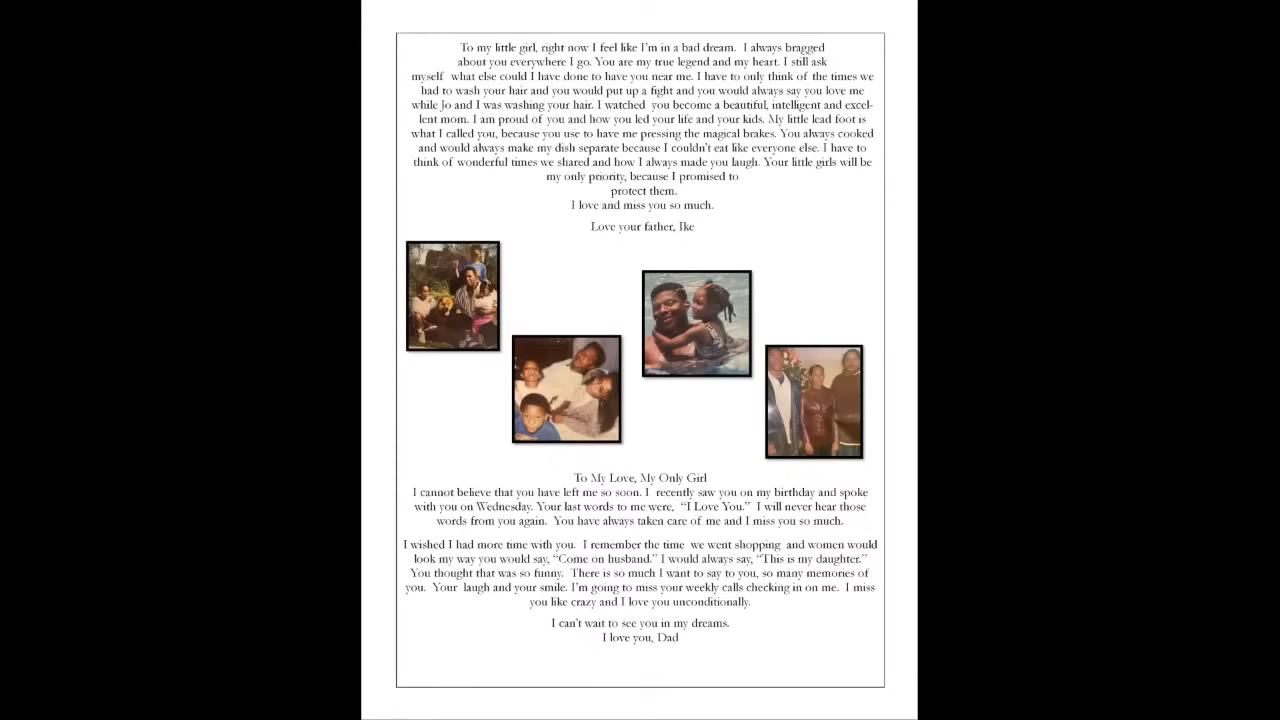 To my little girl, right now I feel like I'm in a bad dream.  I always bragged
about you everywhere I go. You are my true legend and my heart. I still ask
myself  what else could I have done to have you near me. I have to only think of the times we
had to wash your hair and you would put up a fight and you would always say you love me
while Jo and I was washing your hair. I watched  you become a beautiful, intelligent and excel-
lent mom. I am proud of you and how you led your life and your kids. My little lead foot is
what I called you, because you use to have me pressing the magical brakes. You always cooked
and would always make my dish separate because I couldn't eat like everyone else. I have to
think of wonderful times we shared and how I always made you laugh. Your little girls will be
my only priority, because I promised to
protect them.
I love and miss you so much.
Love your father, Ike
To My Love, My Only Girl
I cannot believe that you have left me so soon. I  recently saw you on my birthday and spoke
with you on Wednesday. Your last words to me were,  “I Love You.”  I will never hear those
words from you again.  You have always taken care of me and I miss you so much.
I wished I had more time with you.  I remember the time  we went shopping  and women would
look my way you would say, “Come on husband.” I would always say, “This is my daughter.”
You thought that was so funny.  There is so much I want to say to you, so many memories of
you.  Your  laugh and your smile. I'm going to miss your weekly calls checking in on me.  I miss
you like crazy and I love you unconditionally.
I can't wait to see you in my dreams.
I love you, Dad